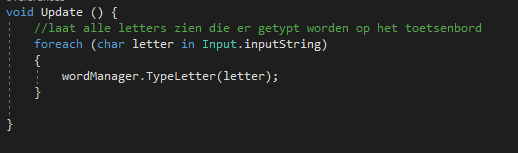 void Update () {
//laat alle letters zien die er getypt worden op het toetsenbord
foreach (char letter in Input.inputString)
{
wordManager.TypeLetter(letter);
}
}